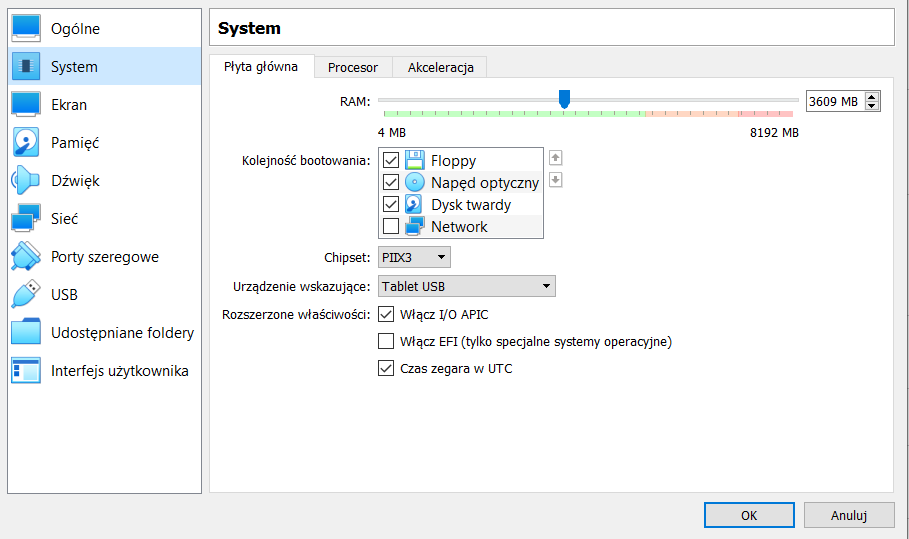 Ogólne
System
Ekran
Pamięć
Dźwięk
Sieć
Porty szeregowe
USB
Udostępniane foldery
Interfejs użytkownika
System
Płyta główna Procesor Akceleracja
RAM: 3609 MB
4 MB 8192 MB
Kolejność bootowania: Floppy
Napęd optyczny
Dysk twardy
Network
Chipset: PIIX3
Urządzenie wskazujące: Tablet USB
Rozszerzone właściwości: Włącz I/O APIC
Włącz EFI (tylko specjalne systemy operacyjne)
Czas zegara w UTC
OK Anuluj